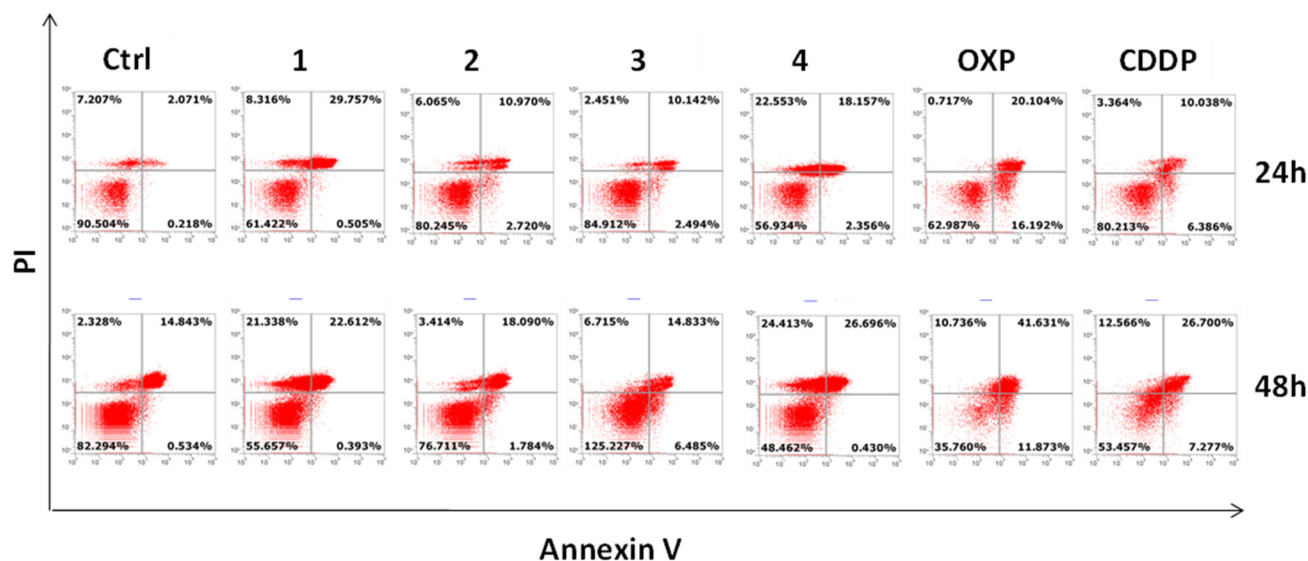 Ctrl 1 2 3 4 OXP CDDP
7.207% 2.071% 8.316% 29.757% 6.065% 10.970% 2.451% 10.142% 22.553% 18.157% 0.717% 20.104% 3.364% 10.038%
24h
90.504% 0.218% 61.422% 0.505% 80.245% 2.720% 84.912% 2.494% 56.934% 2.356% 62.987% 16.192% 80.213% 6.386%
PI
2.328% 14.843% 21.338% 22.612% 3.414% 18.090% 6.715% 14.833% 24.413% 26.696% 10.736% 41.631% 12.566% 26.700%
48h
82.294% 0.534% 55.657% 0.393% 76.711% 1.784% 125.227% 6.485% 48.462% 0.430% 35.760% 11.873% 53.457% 7.277%
Annexin V